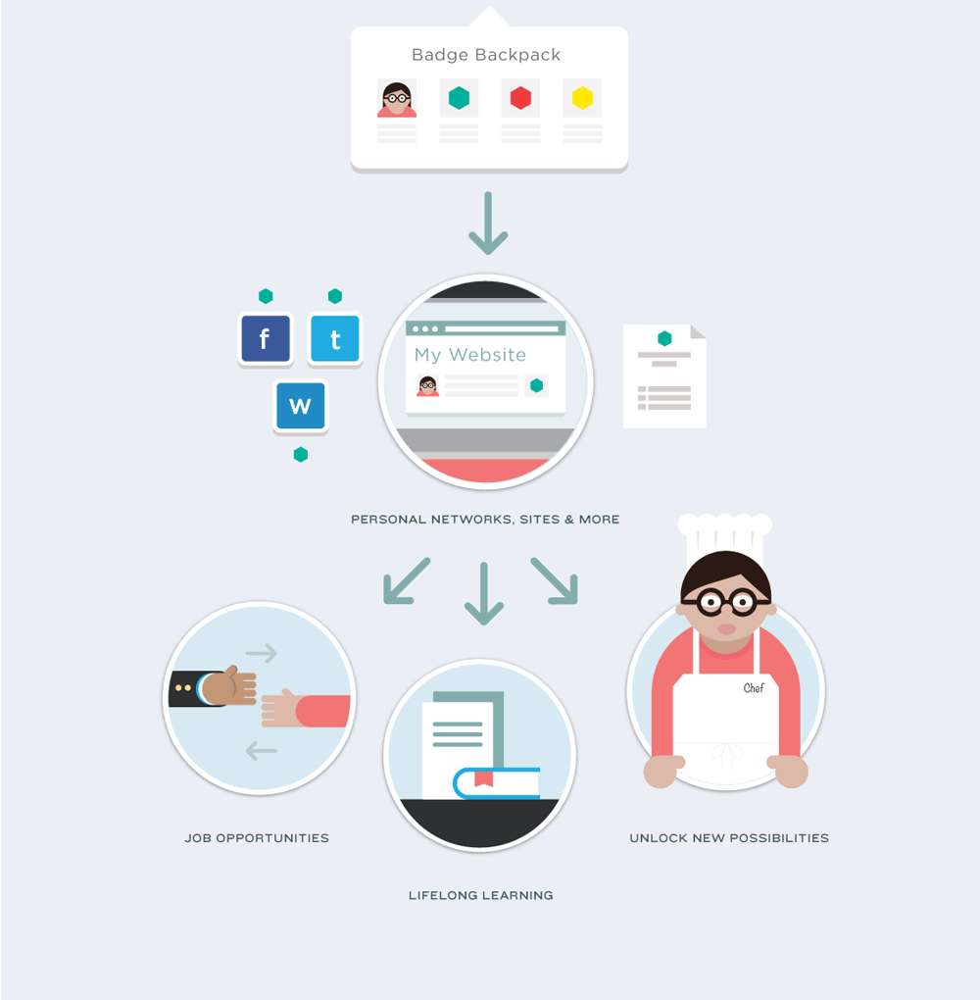 Badge Backpack
f
t
w
My Website
PERSONAL NETWORKS, SITES & MORE
Chef
JOB OPPORTUNITIES
UNLOCK NEW POSSIBILITIES
LIFELONG LEARNING